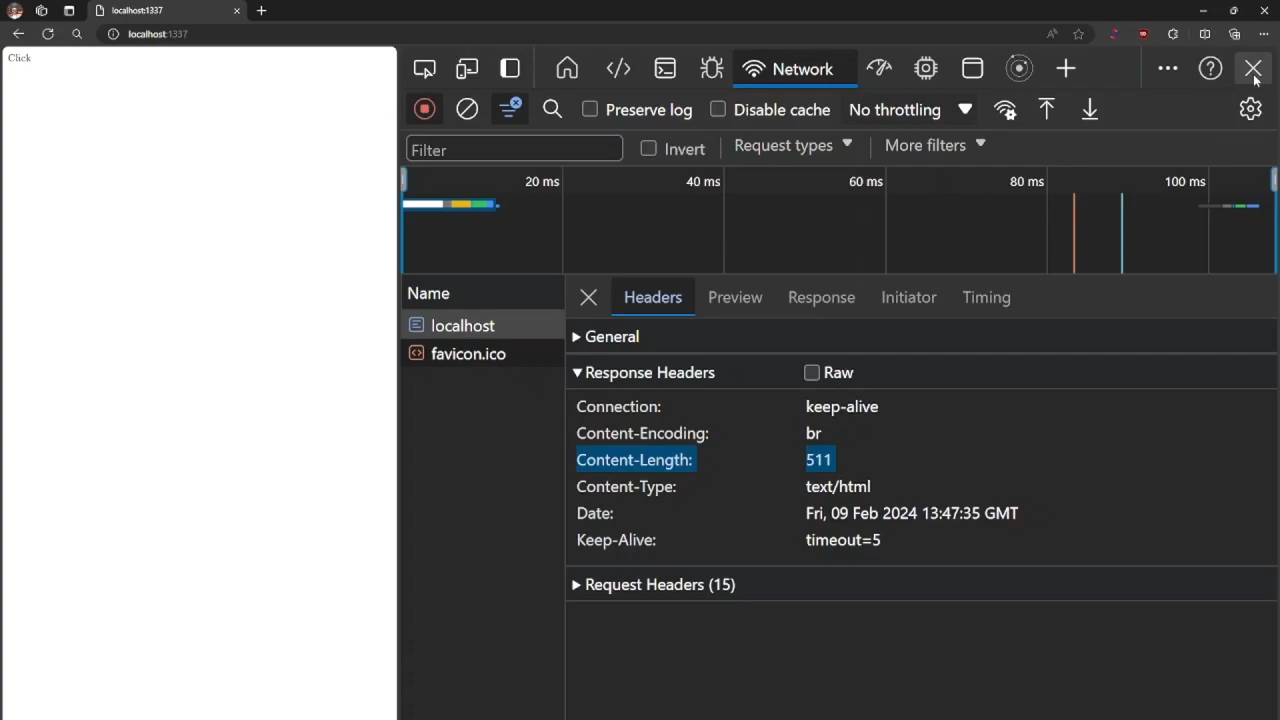 localhost:1337
localhost:1337
Click
Network
Preserve log
Disable cache
No throttling
Filter
Invert
Request types
More filters
20 ms
40 ms
60 ms
80 ms
100 ms
Name
Headers
Preview
Response
Initiator
Timing
localhost
favicon.ico
General
Response Headers
Raw
Connection: keep-alive
Content-Encoding: br
Content-Length: 511
Content-Type: text/html
Date: Fri, 09 Feb 2024 13:47:35 GMT
Keep-Alive: timeout=5
Request Headers (15)